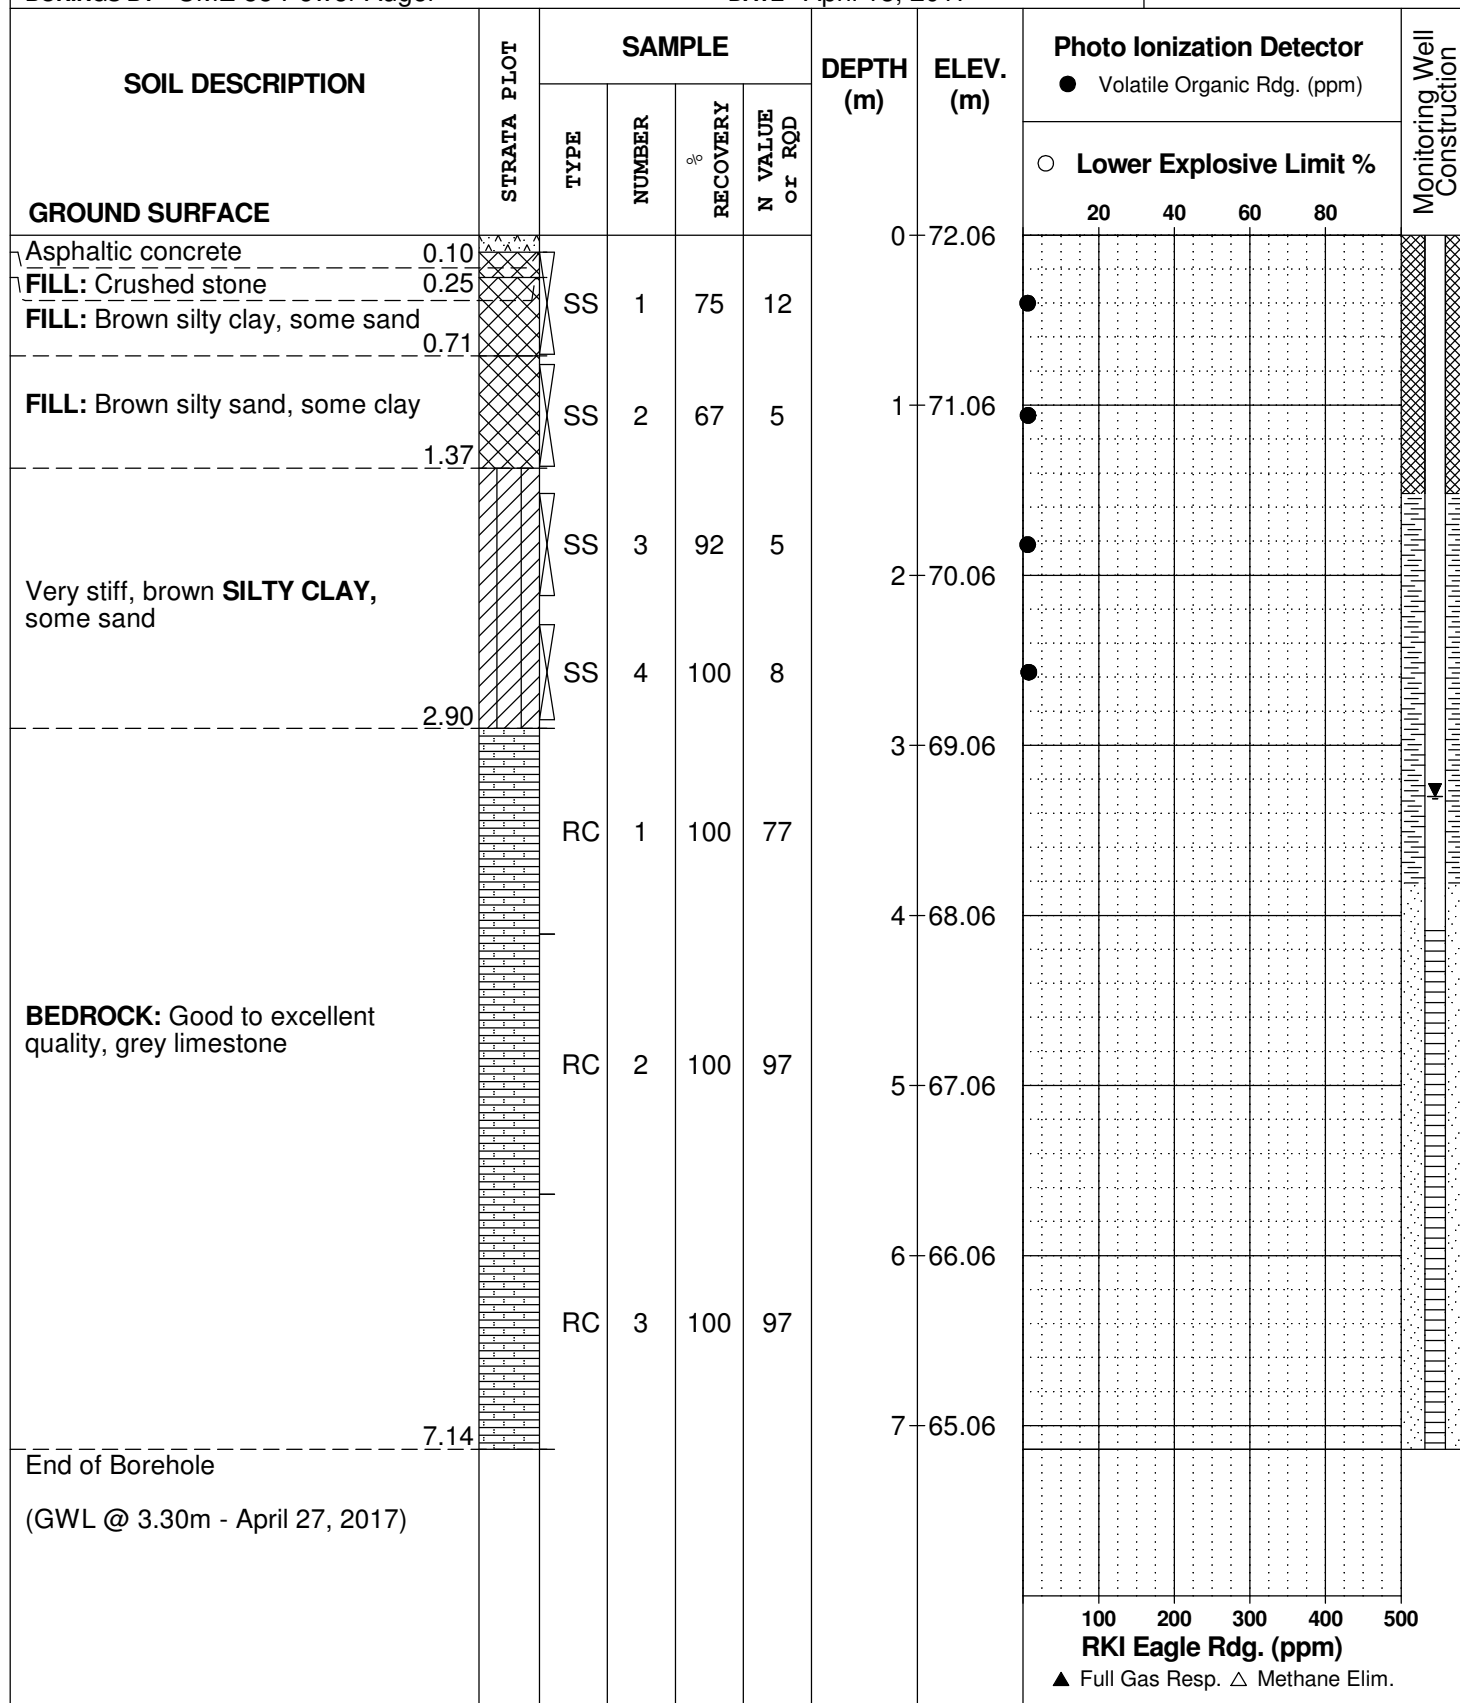 SOIL DESCRIPTION
GROUND SURFACE
STRATA PLOT
SAMPLE
TYPE
NUMBER
% RECOVERY
N VALUE or RQD
DEPTH (m)
ELEV. (m)
Photo Ionization Detector
● Volatile Organic Rdg. (ppm)
○ Lower Explosive Limit %
20 40 60 80
Monitoring Well Construction
0 72.06
Asphaltic concrete 0.10
FILL: Crushed stone 0.25
SS 1 75 12
FILL: Brown silty clay, some sand
0.71
FILL: Brown silty sand, some clay
1 71.06
SS 2 67 5
1.37
SS 3 92 5
2 70.06
Very stiff, brown SILTY CLAY,
some sand
SS 4 100 8
2.90
3 69.06
RC 1 100 77
4 68.06
BEDROCK: Good to excellent
quality, grey limestone
RC 2 100 97
5 67.06
6 66.06
RC 3 100 97
7 65.06
7.14
End of Borehole
(GWL @ 3.30m - April 27, 2017)
100 200 300 400 500
RKI Eagle Rdg. (ppm)
▲ Full Gas Resp. △ Methane Elim.